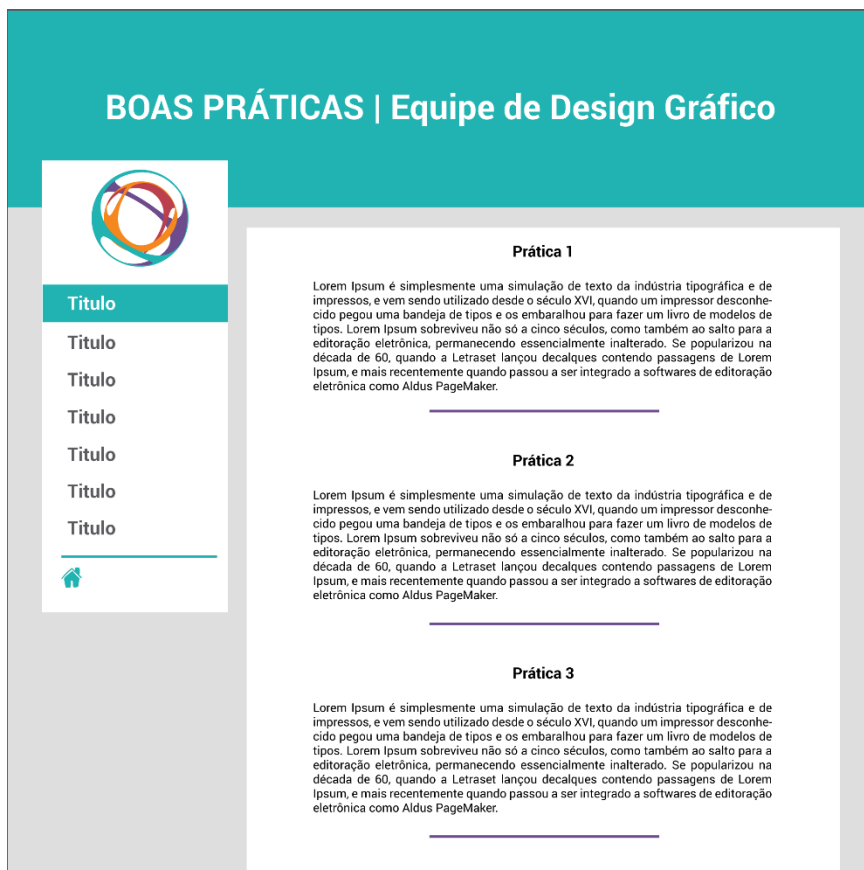 BOAS PRÁTICAS | Equipe de Design Gráfico
Titulo
Titulo
Titulo
Titulo
Titulo
Titulo
Titulo
Prática 1
Lorem Ipsum é simplesmente uma simulação de texto da indústria tipográfica e de
impressos, e vem sendo utilizado desde o século XVI, quando um impressor desconhe-
cido pegou uma bandeja de tipos e os embaralhou para fazer um livro de modelos de
tipos. Lorem Ipsum sobreviveu não só a cinco séculos, como também ao salto para a
editoração eletrônica, permanecendo essencialmente inalterado. Se popularizou na
década de 60, quando a Letraset lançou decalques contendo passagens de Lorem
Ipsum, e mais recentemente quando passou a ser integrado a softwares de editoração
eletrônica como Aldus PageMaker.
Prática 2
Lorem Ipsum é simplesmente uma simulação de texto da indústria tipográfica e de
impressos, e vem sendo utilizado desde o século XVI, quando um impressor desconhe-
cido pegou uma bandeja de tipos e os embaralhou para fazer um livro de modelos de
tipos. Lorem Ipsum sobreviveu não só a cinco séculos, como também ao salto para a
editoração eletrônica, permanecendo essencialmente inalterado. Se popularizou na
década de 60, quando a Letraset lançou decalques contendo passagens de Lorem
Ipsum, e mais recentemente quando passou a ser integrado a softwares de editoração
eletrônica como Aldus PageMaker.
Prática 3
Lorem Ipsum é simplesmente uma simulação de texto da indústria tipográfica e de
impressos, e vem sendo utilizado desde o século XVI, quando um impressor desconhe-
cido pegou uma bandeja de tipos e os embaralhou para fazer um livro de modelos de
tipos. Lorem Ipsum sobreviveu não só a cinco séculos, como também ao salto para a
editoração eletrônica, permanecendo essencialmente inalterado. Se popularizou na
década de 60, quando a Letraset lançou decalques contendo passagens de Lorem
Ipsum, e mais recentemente quando passou a ser integrado a softwares de editoração
eletrônica como Aldus PageMaker.